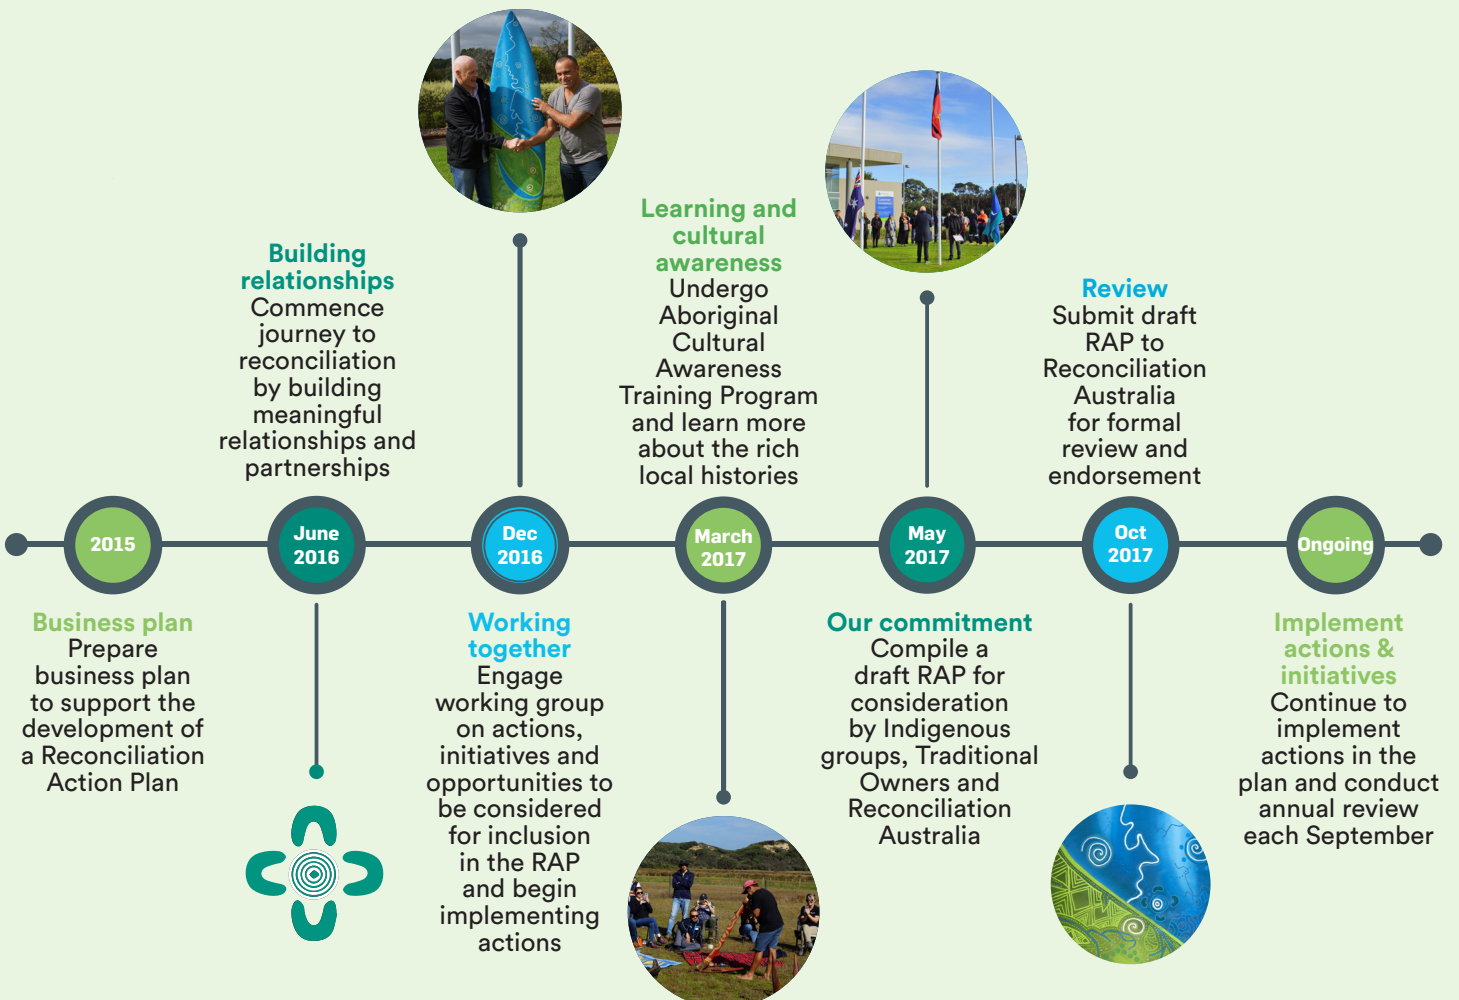 2015
Business plan
Prepare
business plan
to support the
development of
a Reconciliation
Action Plan
Building
relationships
Commence
journey to
reconciliation
by building
meaningful
relationships and
partnerships
June
2016
Dec
2016
Working
together
Engage
working group
on actions,
initiatives and
opportunities to
be considered
for inclusion
in the RAP
and begin
implementing
actions
Learning and
cultural
awareness
Undergo
Aboriginal
Cultural
Awareness
Training Program
and learn more
about the rich
local histories
March
2017
May
2017
Our commitment
Compile a
draft RAP for
consideration
by Indigenous
groups, Traditional
Owners and
Reconciliation
Australia
Review
Submit draft
RAP to
Reconciliation
Australia
for formal
review and
endorsement
Oct
2017
Ongoing
Implement
actions &
initiatives
Continue to
implement
actions in the
plan and conduct
annual review
each September